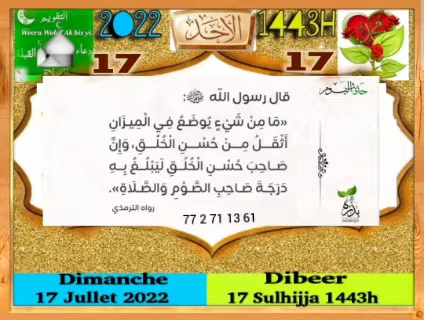 التقويم
Weeru Wolof Ak bis yi
2022
الأحد
1443H
17
17
حديث اليوم
قال رسول الله ﷺ:
«مَا مِنْ شَيْءٍ يُوضَعُ فِي الْمِيزَانِ
أَثْقَلُ مِنْ حُسْنِ الْخُلُقِ، وَإِنَّ
صَاحِبَ حُسْنِ الْخُلُقِ لَيَبْلُغُ بِهِ
دَرَجَةَ صَاحِبِ الصَّوْمِ وَالصَّلَاةِ».
رواه الترمذي
77 2 71 13 61
بذرة
Dimanche
17 Jullet 2022
Dibeer
17 Sulhijja 1443h